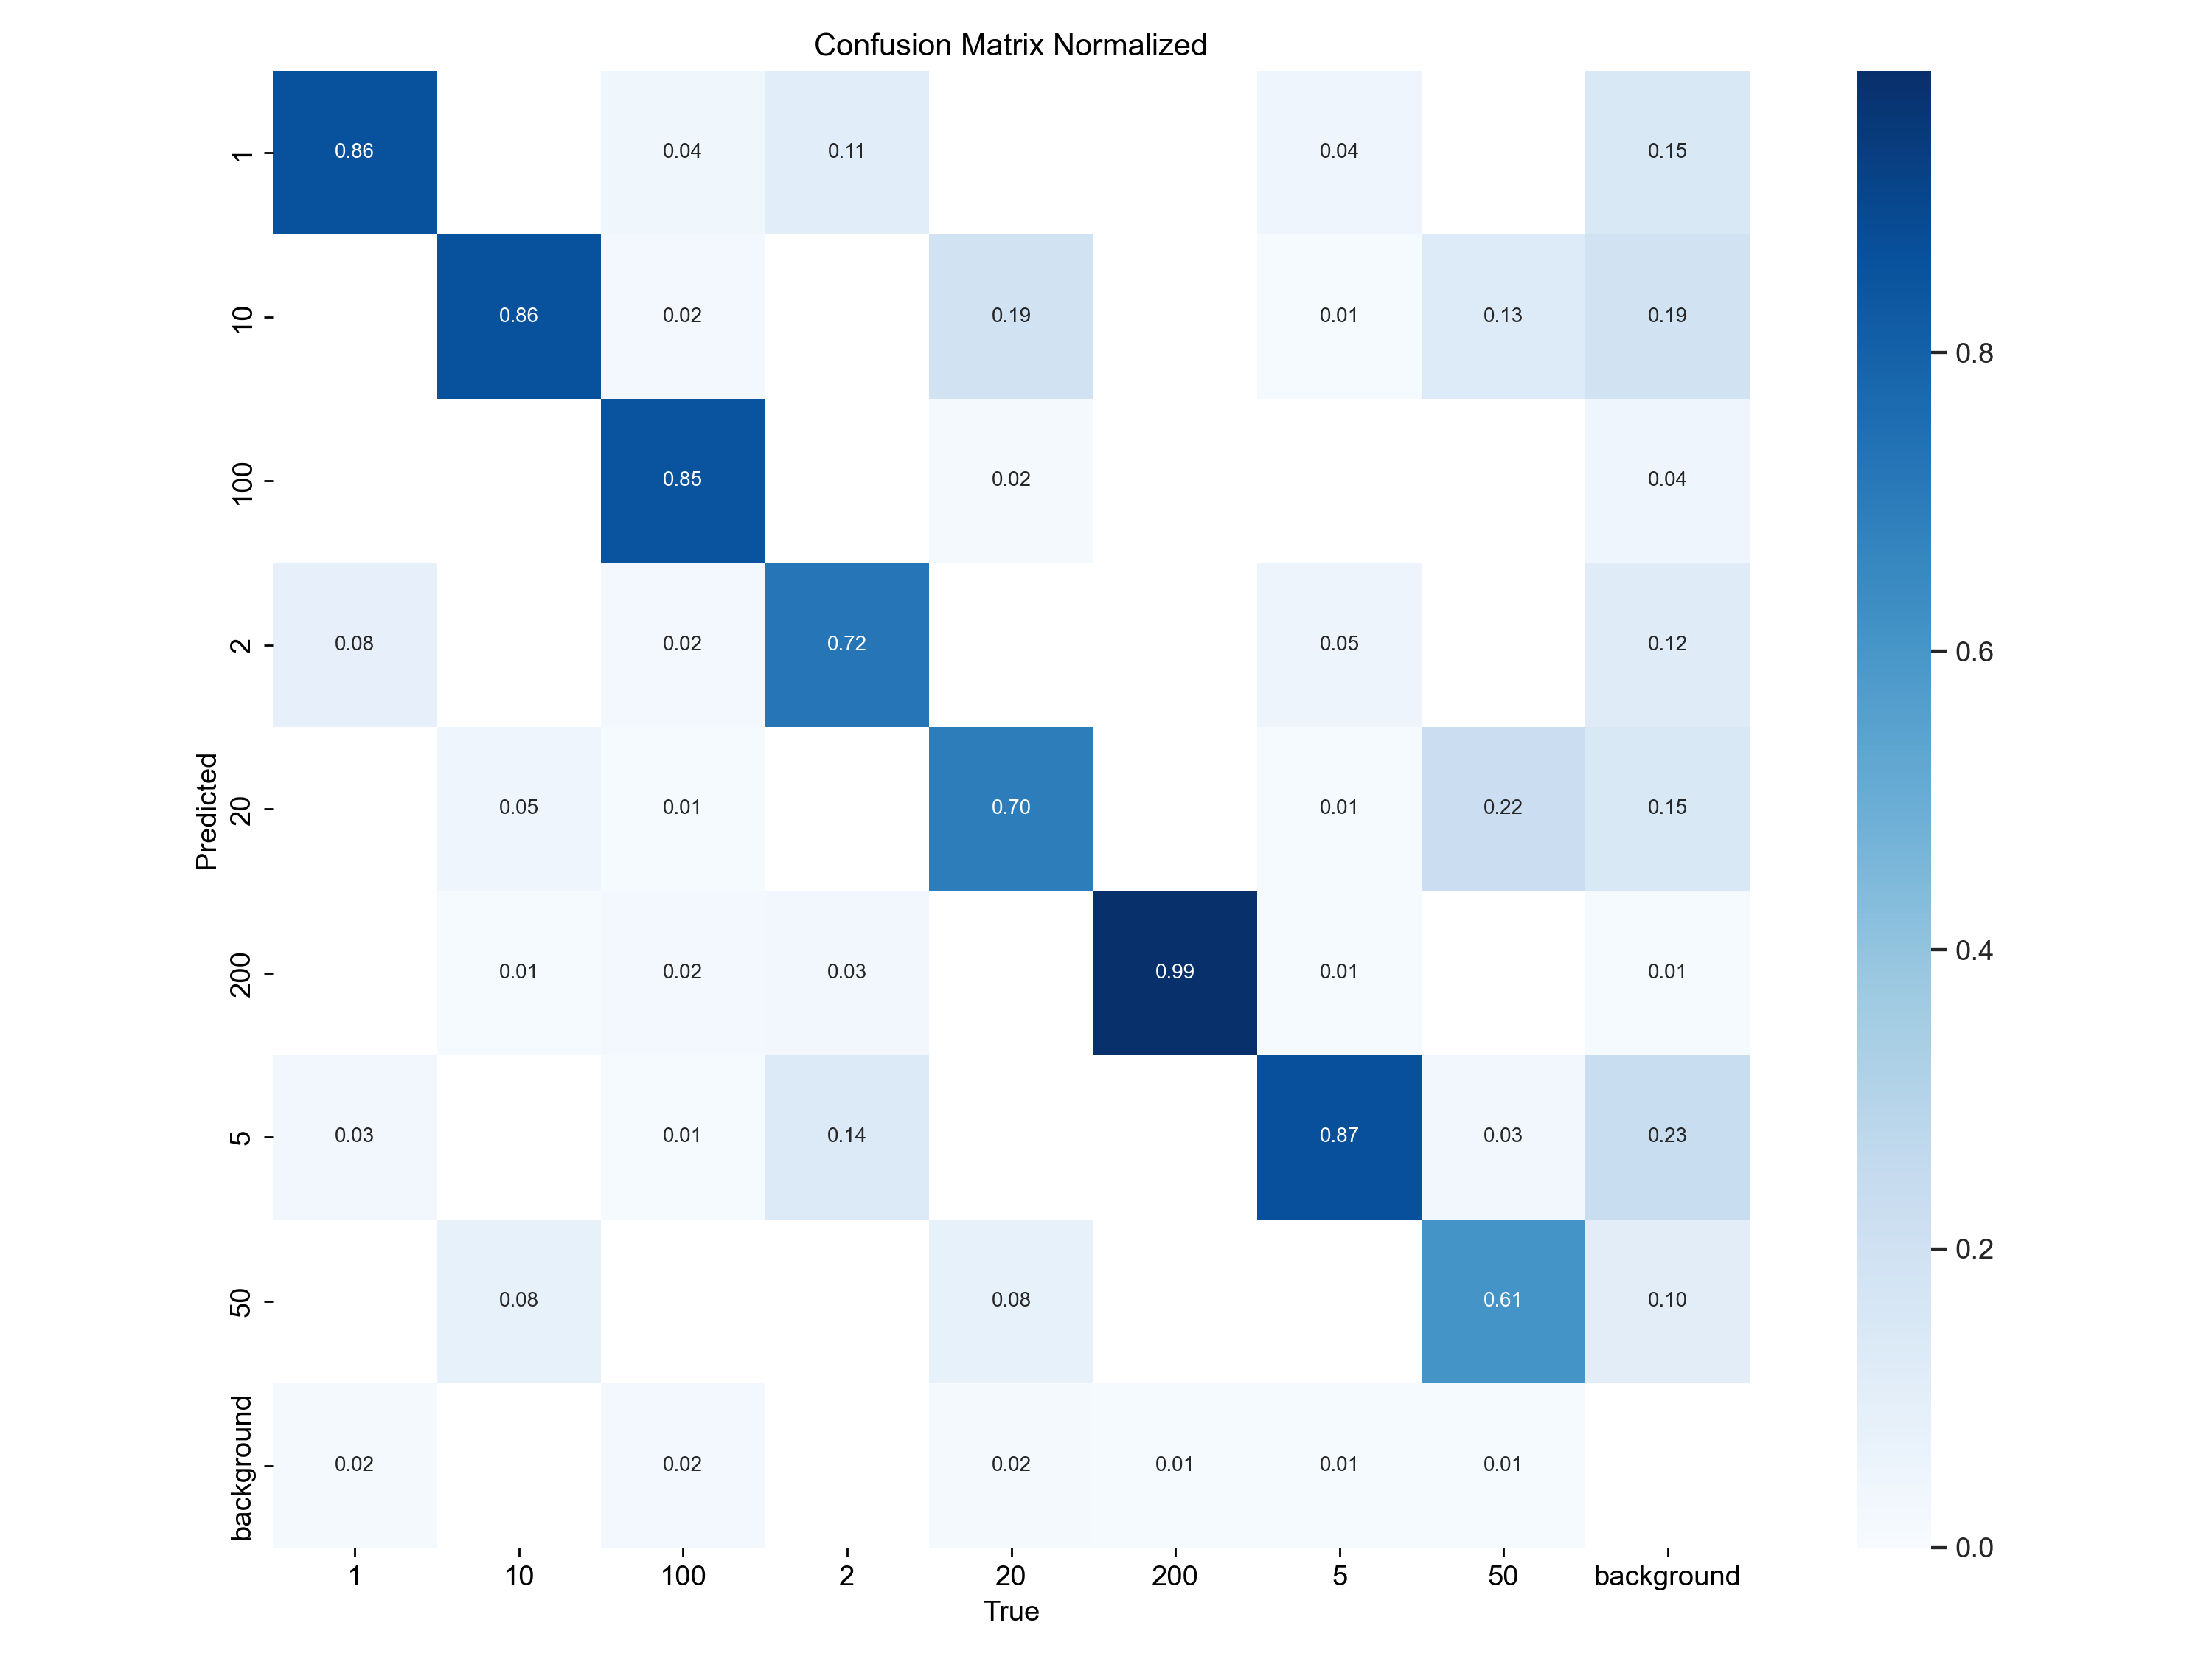 Confusion Matrix Normalized
Predicted
1 0.86 0.04 0.11 0.04 0.15
10 0.86 0.02 0.19 0.01 0.13 0.19
100 0.85 0.02 0.04
2 0.08 0.02 0.72 0.05 0.12
20 0.05 0.01 0.70 0.01 0.22 0.15
200 0.01 0.02 0.03 0.99 0.01 0.01
5 0.03 0.01 0.14 0.87 0.03 0.23
50 0.08 0.08 0.61 0.10
background 0.02 0.02 0.02 0.01 0.01 0.01
1 10 100 2 20 200 5 50 background
True
0.8
0.6
0.4
0.2
0.0